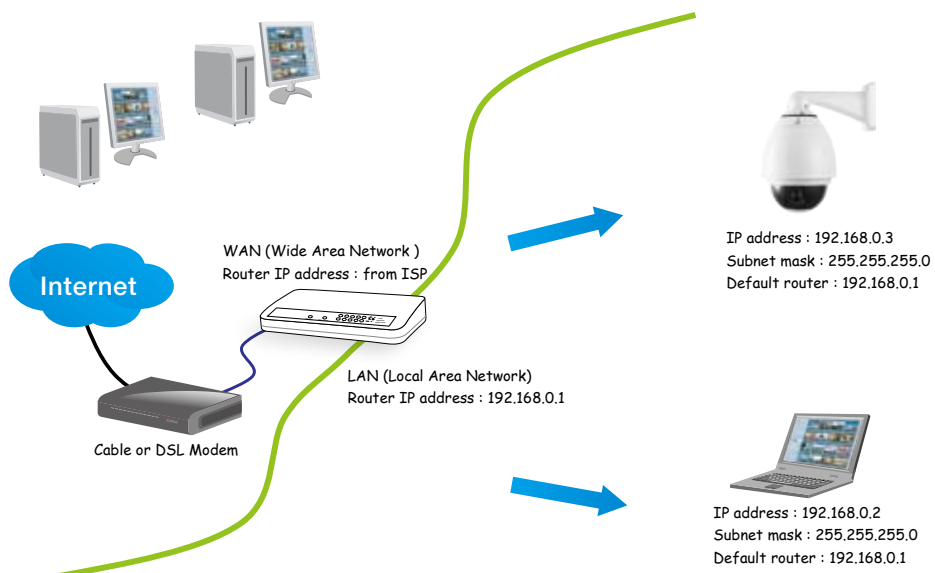 WAN (Wide Area Network )
Router IP address : from ISP
Internet
IP address : 192.168.0.3
Subnet mask : 255.255.255.0
Default router : 192.168.0.1
LAN (Local Area Network)
Router IP address : 192.168.0.1
Cable or DSL Modem
IP address : 192.168.0.2
Subnet mask : 255.255.255.0
Default router : 192.168.0.1